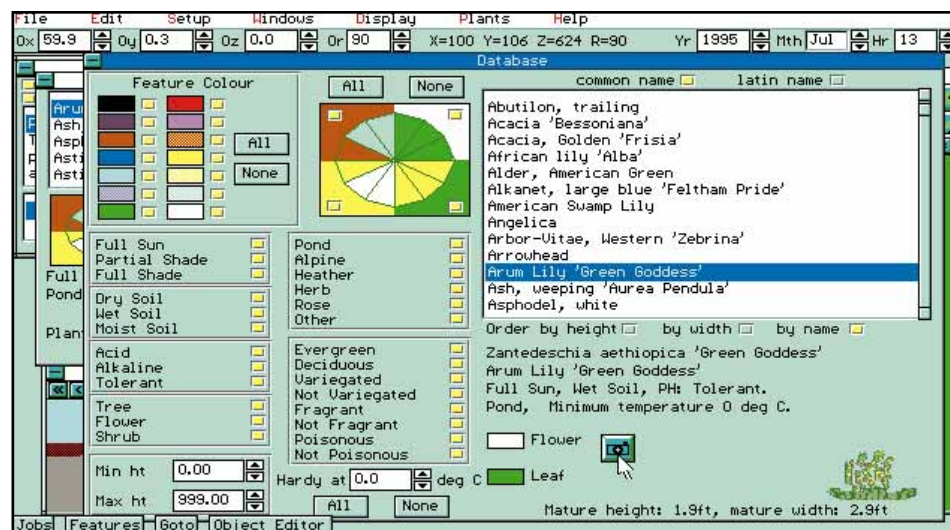 File Edit Setup Windows Display Plants Help
Ox 59.9 Oy 0.3 Oz 0.0 Or 90 X=100 Y=106 Z=624 R=90 Yr 1995 Mth Jul Hr 13
Database
Feature Colour
All None
All
None
common name latin name
Abutilon, trailing
Acacia 'Bessoniana'
Acacia, Golden 'Frisia'
African lily 'Alba'
Alder, American Green
Alkanet, large blue 'Feltham Pride'
American Swamp Lily
Angelica
Arbor-Vitae, Western 'Zebrina'
Arrowhead
Arum Lily 'Green Goddess'
Ash, weeping 'Aurea Pendula'
Asphodel, white
Order by height by width by name
Zantedeschia aethiopica 'Green Goddess'
Arum Lily 'Green Goddess'
Full Sun, Wet Soil, PH: Tolerant.
Pond, Minimum temperature 0 deg C.
Flower
Leaf
Mature height: 1.9ft, mature width: 2.9ft
Full Sun
Partial Shade
Full Shade
Dry Soil
Wet Soil
Moist Soil
Acid
Alkaline
Tolerant
Tree
Flower
Shrub
Min ht 0.00
Max ht 999.00
Pond
Alpine
Heather
Herb
Rose
Other
Evergreen
Deciduous
Variegated
Not Variegated
Fragrant
Not Fragrant
Poisonous
Not Poisonous
Hardy at 0.0 deg C
All None
Aru
Ash
Asp
Asti
Asti
Full
Pond
Plan
Jobs Features Goto Object Editor